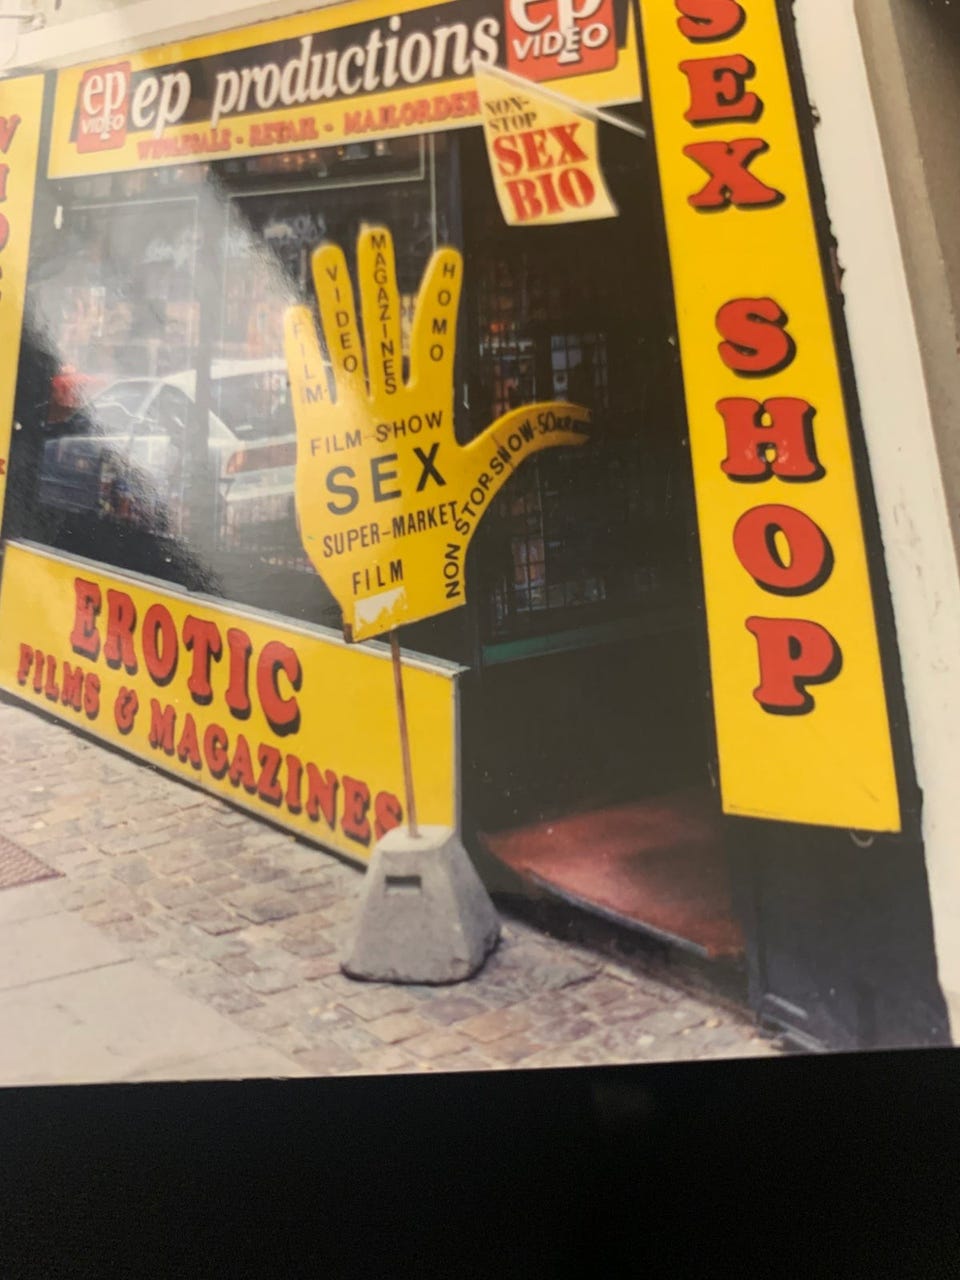 ep
VIDEO
ep productions
ep
VIDEO
WHOLESALE - RETAIL - MAILORDER
NON-
STOP
SEX
BIO
SEX SHOP
FILM
VIDEO
MAGAZINES
HOMO
FILM-SHOW
SEX
SUPER-MARKET
FILM
NON STOP SHOW-50
EROTIC
FILMS & MAGAZINES